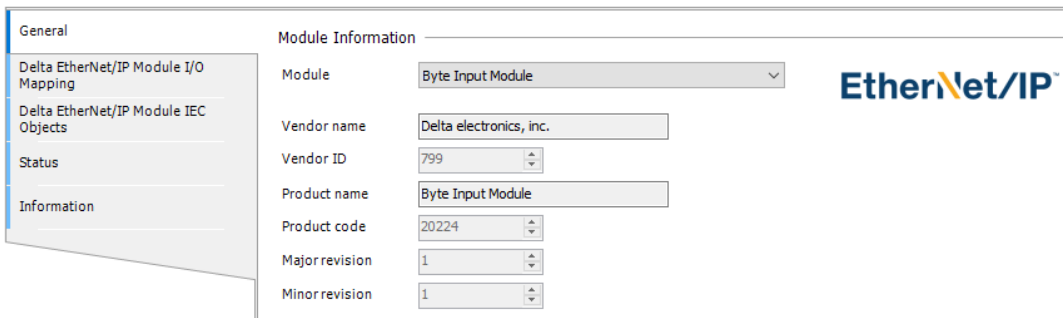 General
Delta EtherNet/IP Module I/O
Mapping
Delta EtherNet/IP Module IEC
Objects
Status
Information
Module Information
Module
Byte Input Module
EtherNet/IP™
Vendor name
Delta electronics, inc.
Vendor ID
799
Product name
Byte Input Module
Product code
20224
Major revision
1
Minor revision
1